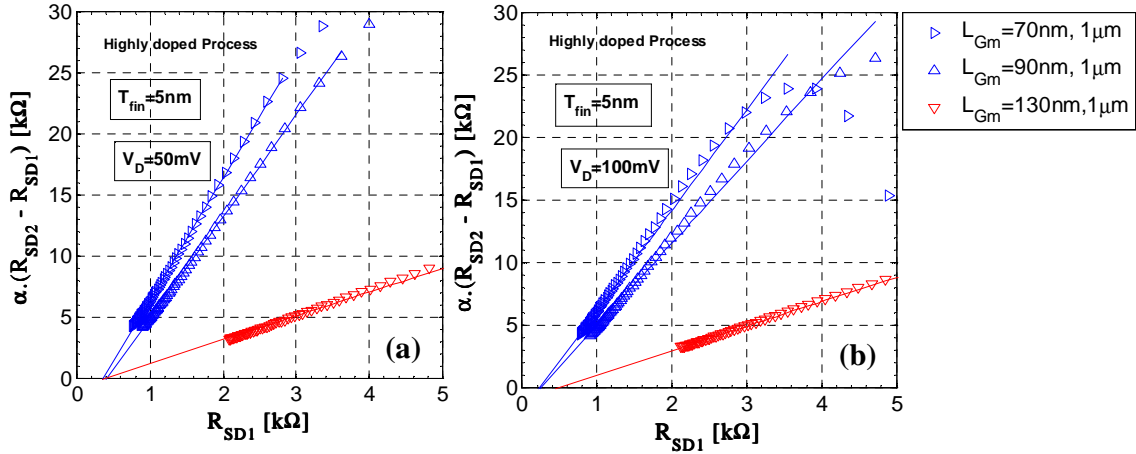 α.(R_SD2 - R_SD1) [kΩ]
30
25
20
15
10
5
0
Highly doped Process
T_fin=5nm
V_D=50mV
(a)
0 1 2 3 4 5
R_SD1 [kΩ]
α.(R_SD2 - R_SD1) [kΩ]
30
25
20
15
10
5
0
Highly doped Process
T_fin=5nm
V_D=100mV
(b)
0 1 2 3 4 5
R_SD1 [kΩ]
L_Gm=70nm, 1μm
L_Gm=90nm, 1μm
L_Gm=130nm,1μm